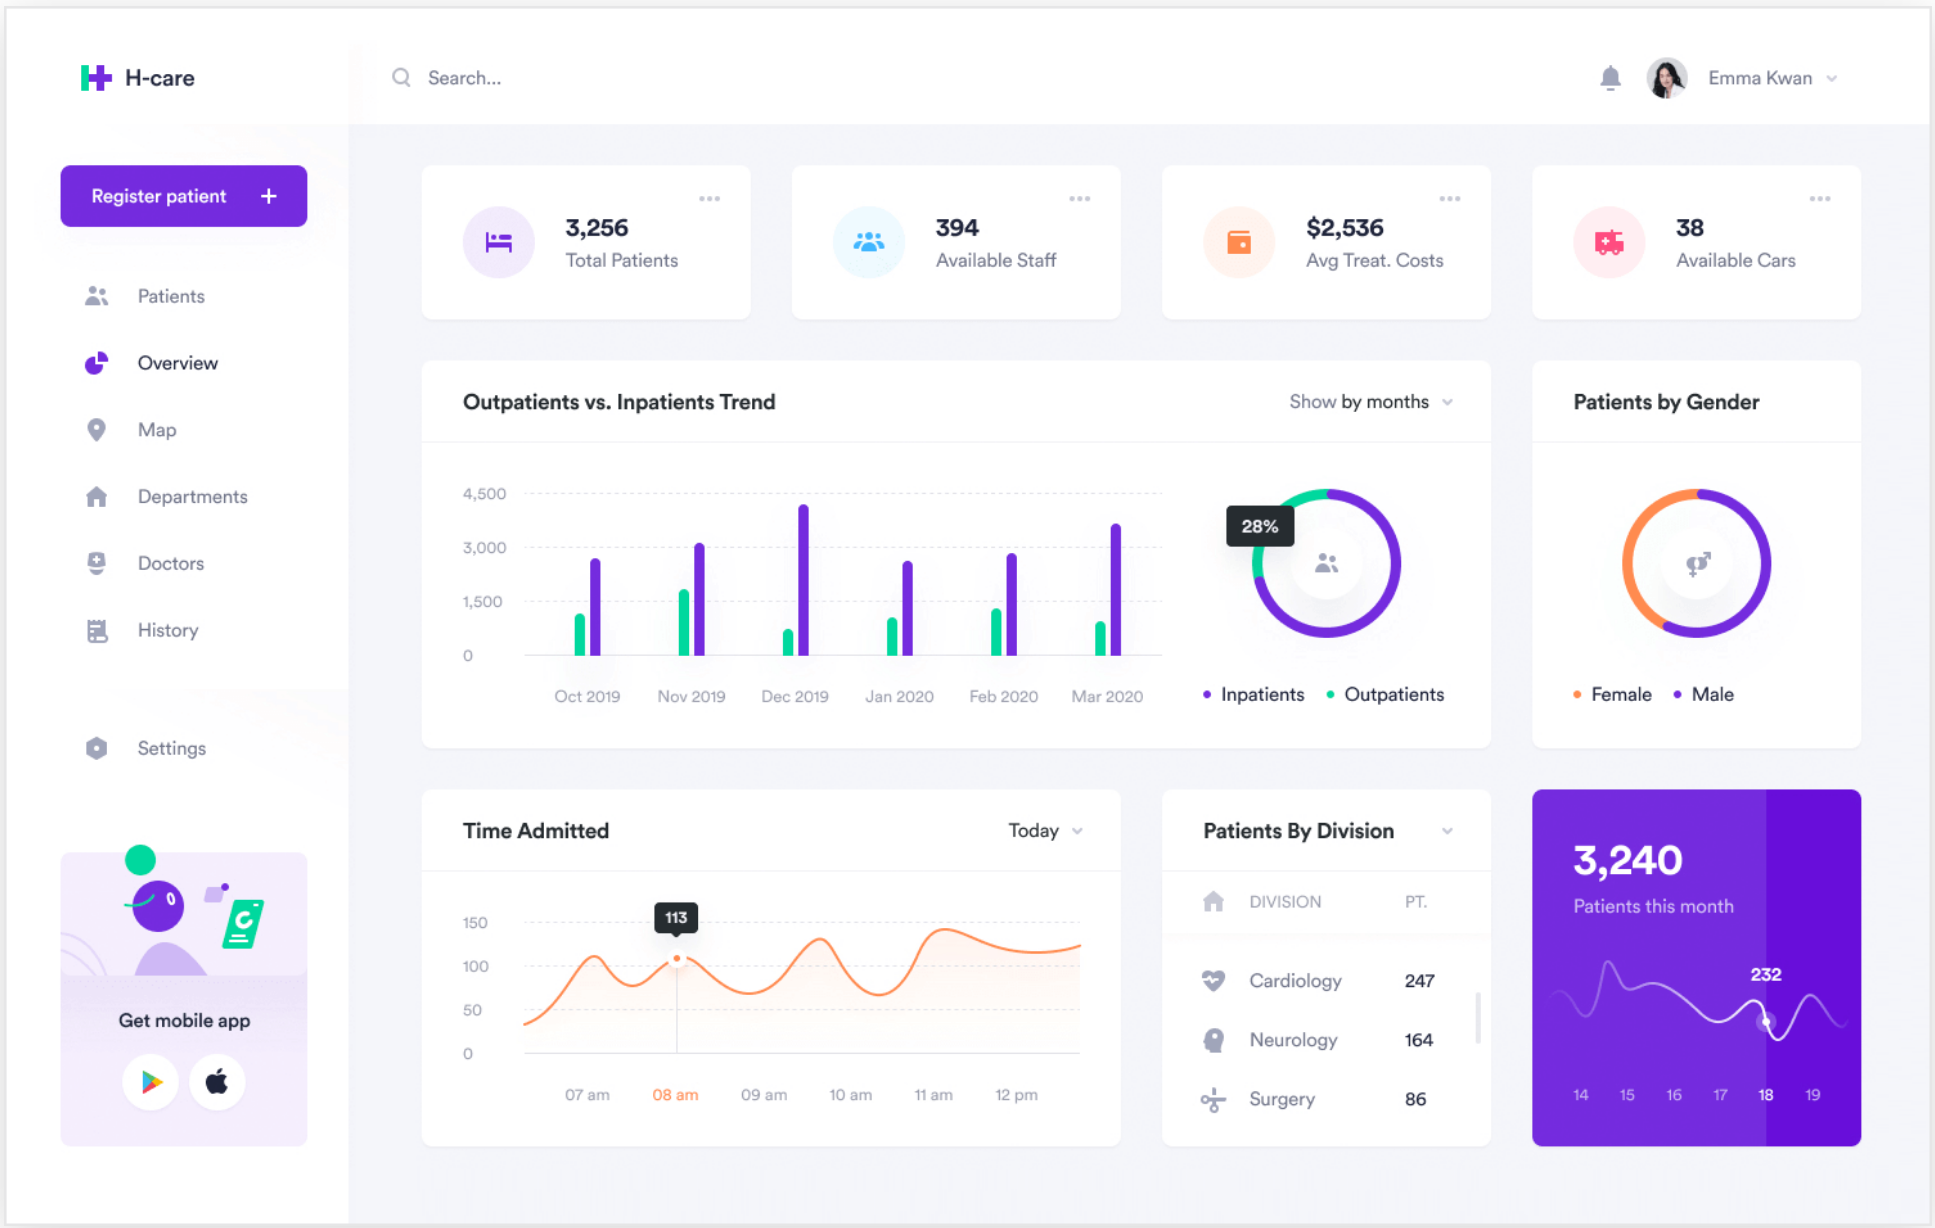 H-care
Search...
Emma Kwan
Register patient +
Patients
Overview
Map
Departments
Doctors
History
Settings
Get mobile app
3,256
Total Patients
394
Available Staff
$2,536
Avg Treat. Costs
38
Available Cars
Outpatients vs. Inpatients Trend
Show by months
4,500
3,000
1,500
0
Oct 2019 Nov 2019 Dec 2019 Jan 2020 Feb 2020 Mar 2020
28%
Inpatients Outpatients
Patients by Gender
Female Male
Time Admitted
Today
150
100
50
0
113
07 am 08 am 09 am 10 am 11 am 12 pm
Patients By Division
DIVISION PT.
Cardiology 247
Neurology 164
Surgery 86
3,240
Patients this month
232
14 15 16 17 18 19